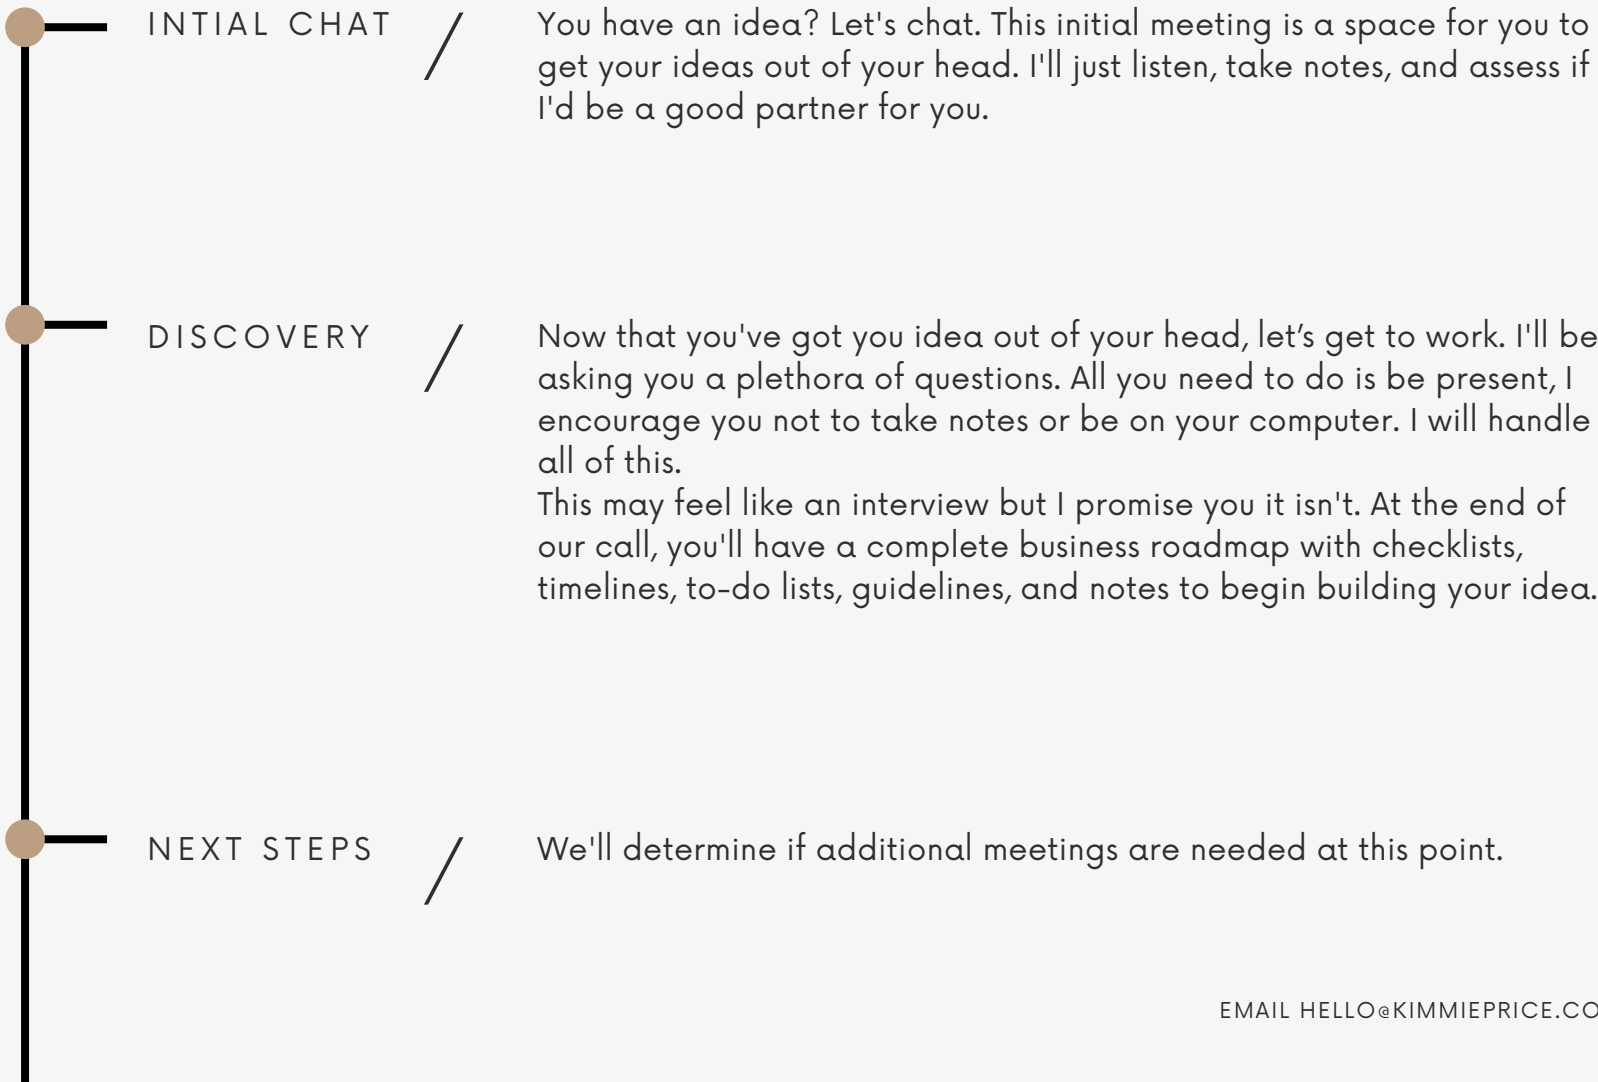 INTIAL CHAT /
You have an idea? Let's chat. This initial meeting is a space for you to
get your ideas out of your head. I'll just listen, take notes, and assess if
I'd be a good partner for you.
DISCOVERY /
Now that you've got you idea out of your head, let’s get to work. I'll be
asking you a plethora of questions. All you need to do is be present, I
encourage you not to take notes or be on your computer. I will handle
all of this.
This may feel like an interview but I promise you it isn't. At the end of
our call, you'll have a complete business roadmap with checklists,
timelines, to-do lists, guidelines, and notes to begin building your idea.
NEXT STEPS /
We'll determine if additional meetings are needed at this point.
EMAIL HELLO@KIMMIEPRICE.CO